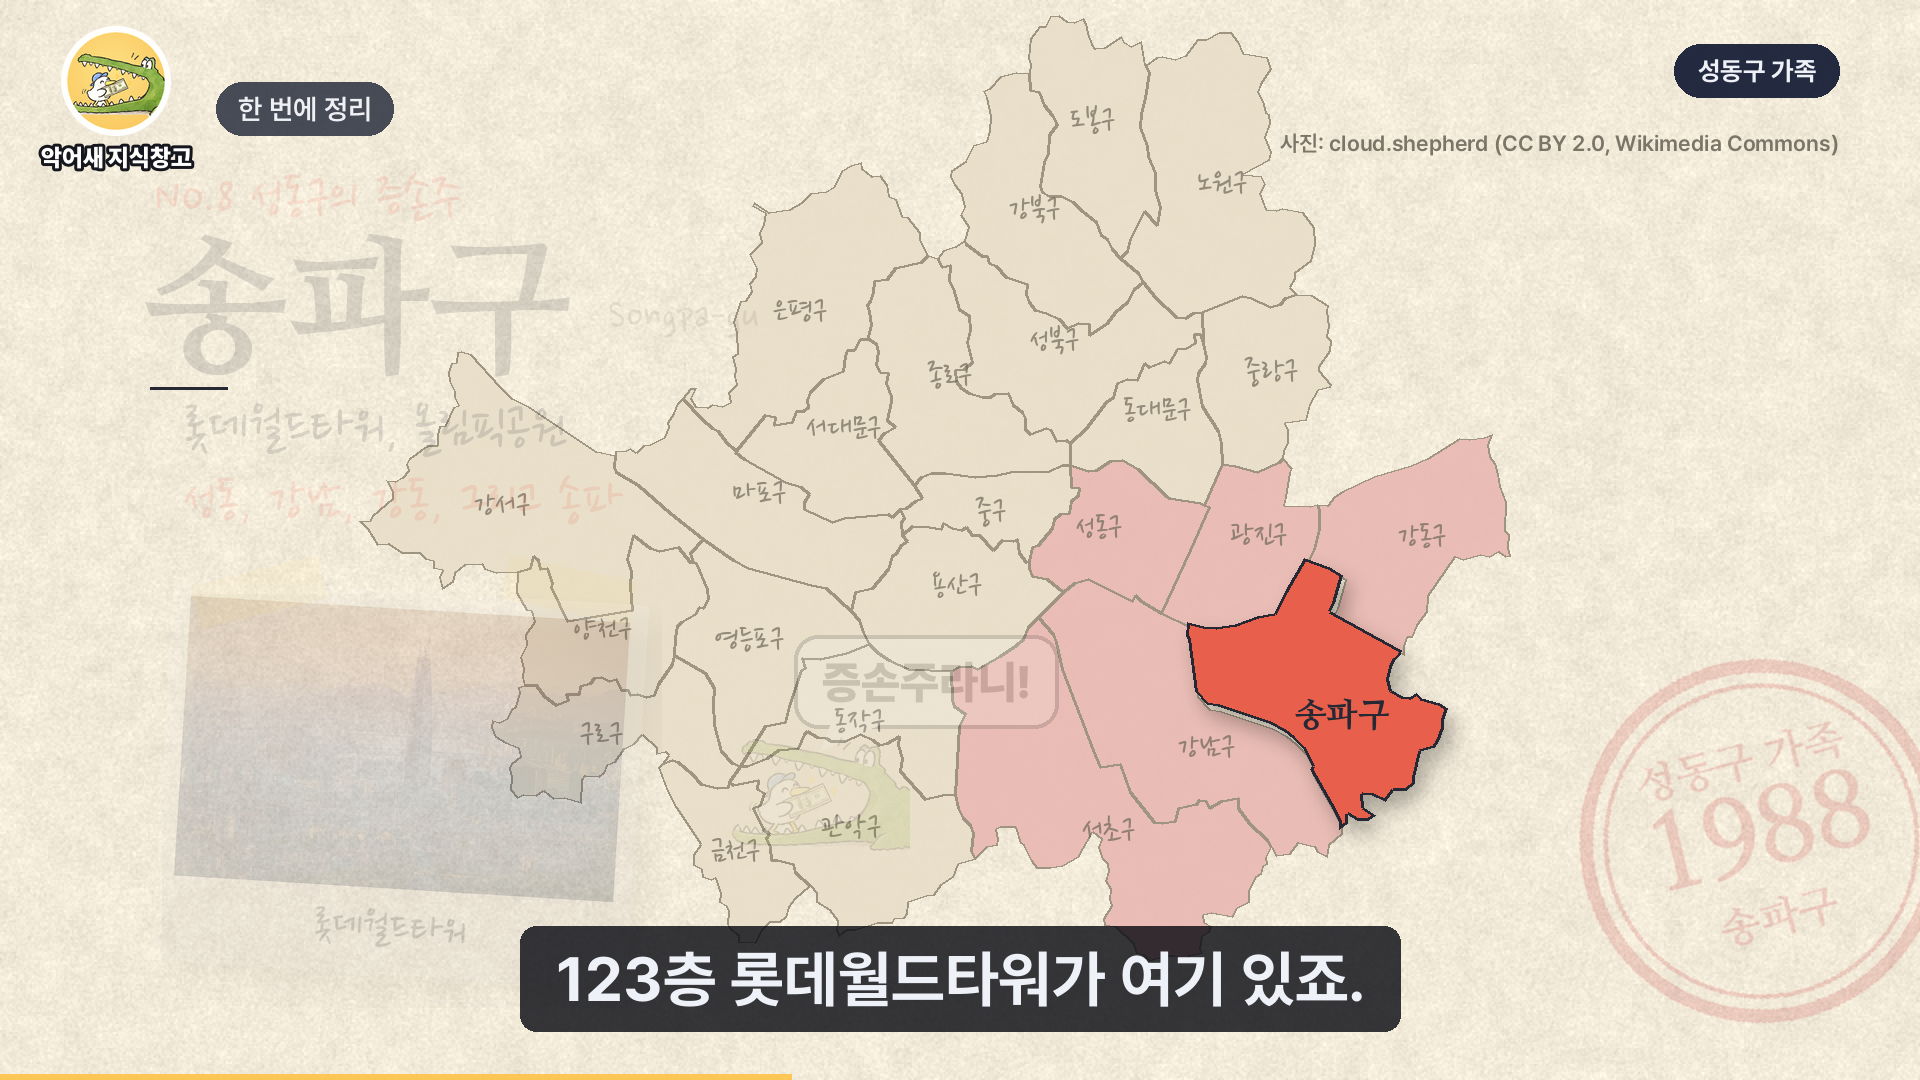 악어새 지식창고
한 번에 정리
성동구 가족
사진: cloud.shepherd (CC BY 2.0, Wikimedia Commons)
NO.8 성동구의 증손주
송파구
Songpa-gu
롯데월드타워, 올림픽공원
성동, 강남, 강동, 그리고 송파
롯데월드타워
증손주라니!
도봉구
노원구
강북구
은평구
성북구
종로구
중랑구
동대문구
서대문구
마포구
중구
강서구
성동구
광진구
강동구
용산구
양천구
영등포구
구로구
동작구
송파구
강남구
관악구
서초구
금천구
성동구 가족
1988
송파구
123층 롯데월드타워가 여기 있죠.